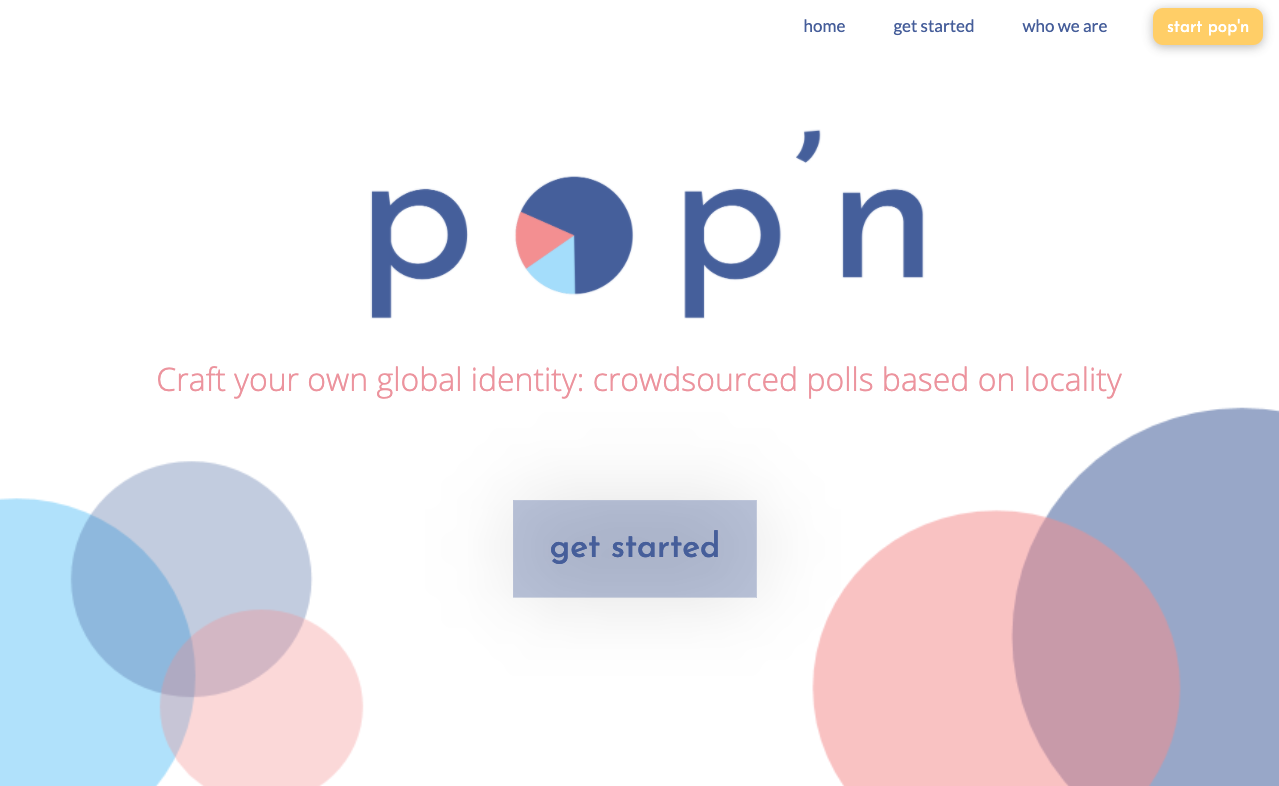 home get started who we are start pop'n
pop'n
Craft your own global identity: crowdsourced polls based on locality
get started